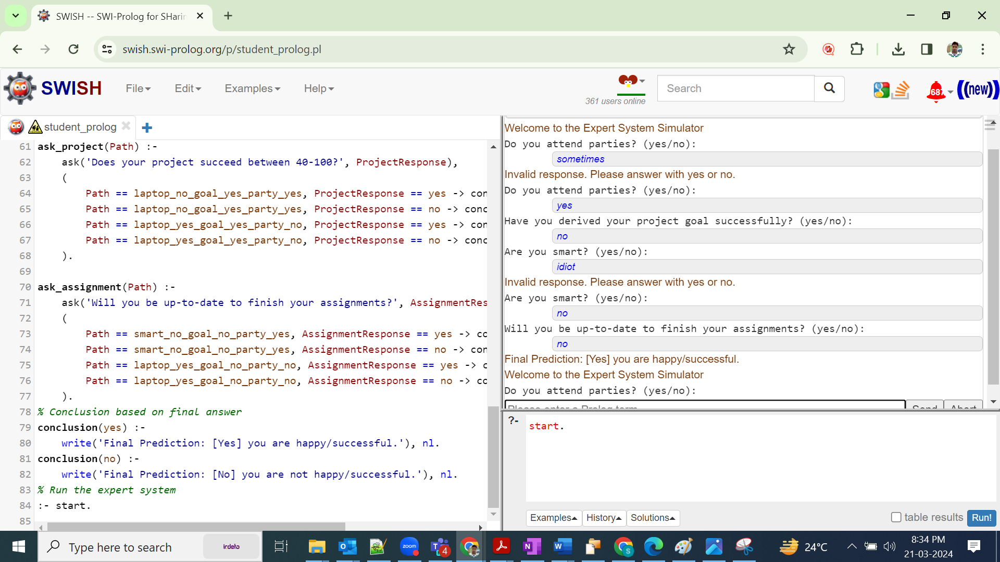 SWISH -- SWI-Prolog for SHarin
swish.swi-prolog.org/p/student_prolog.pl
SWISH
File
Edit
Examples
Help
361 users online
Search
687
((new))
student_prolog
61 ask_project(Path) :-
62 ask('Does your project succeed between 40-100?', ProjectResponse),
63 (
64 Path == laptop_no_goal_yes_party_yes, ProjectResponse == yes -> con
65 Path == laptop_no_goal_yes_party_yes, ProjectResponse == no -> conc
66 Path == laptop_yes_goal_yes_party_no, ProjectResponse == yes -> con
67 Path == laptop_yes_goal_yes_party_no, ProjectResponse == no -> conc
68 ).
69
70 ask_assignment(Path) :-
71 ask('Will you be up-to-date to finish your assignments?', AssignmentRes
72 (
73 Path == smart_no_goal_no_party_yes, AssignmentResponse == yes -> co
74 Path == smart_no_goal_no_party_yes, AssignmentResponse == no -> con
75 Path == laptop_yes_goal_no_party_no, AssignmentResponse == yes -> c
76 Path == laptop_yes_goal_no_party_no, AssignmentResponse == no -> co
77 ).
78 % Conclusion based on final answer
79 conclusion(yes) :-
80 write('Final Prediction: [Yes] you are happy/successful.'), nl.
81 conclusion(no) :-
82 write('Final Prediction: [No] you are not happy/successful.'), nl.
83 % Run the expert system
84 :- start.
85
Welcome to the Expert System Simulator
Do you attend parties? (yes/no):
sometimes
Invalid response. Please answer with yes or no.
Do you attend parties? (yes/no):
yes
Have you derived your project goal successfully? (yes/no):
no
Are you smart? (yes/no):
idiot
Invalid response. Please answer with yes or no.
Are you smart? (yes/no):
no
Will you be up-to-date to finish your assignments? (yes/no):
no
Final Prediction: [Yes] you are happy/successful.
Welcome to the Expert System Simulator
Do you attend parties? (yes/no):
Please enter a Prolog term
Send
Abort
?- start.
Examples
History
Solutions
table results
Run!
Type here to search
irdeto
zoom
4
24°C
8:34 PM
21-03-2024